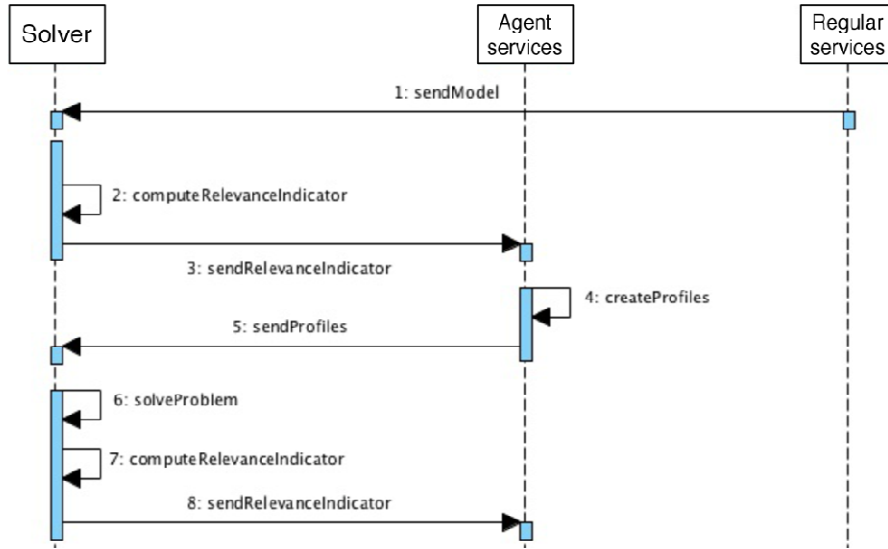 Solver
Agent
services
Regular
services
1: sendModel
2: computeRelevanceIndicator
3: sendRelevanceIndicator
4: createProfiles
5: sendProfiles
6: solveProblem
7: computeRelevanceIndicator
8: sendRelevanceIndicator